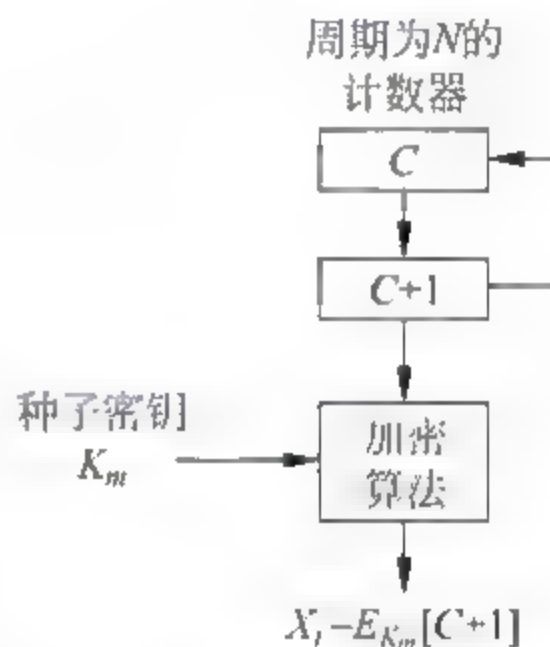 周期为N的
计数器
C
C+1
种子密钥
Km
加密
算法
Xi-EKm[C+1]